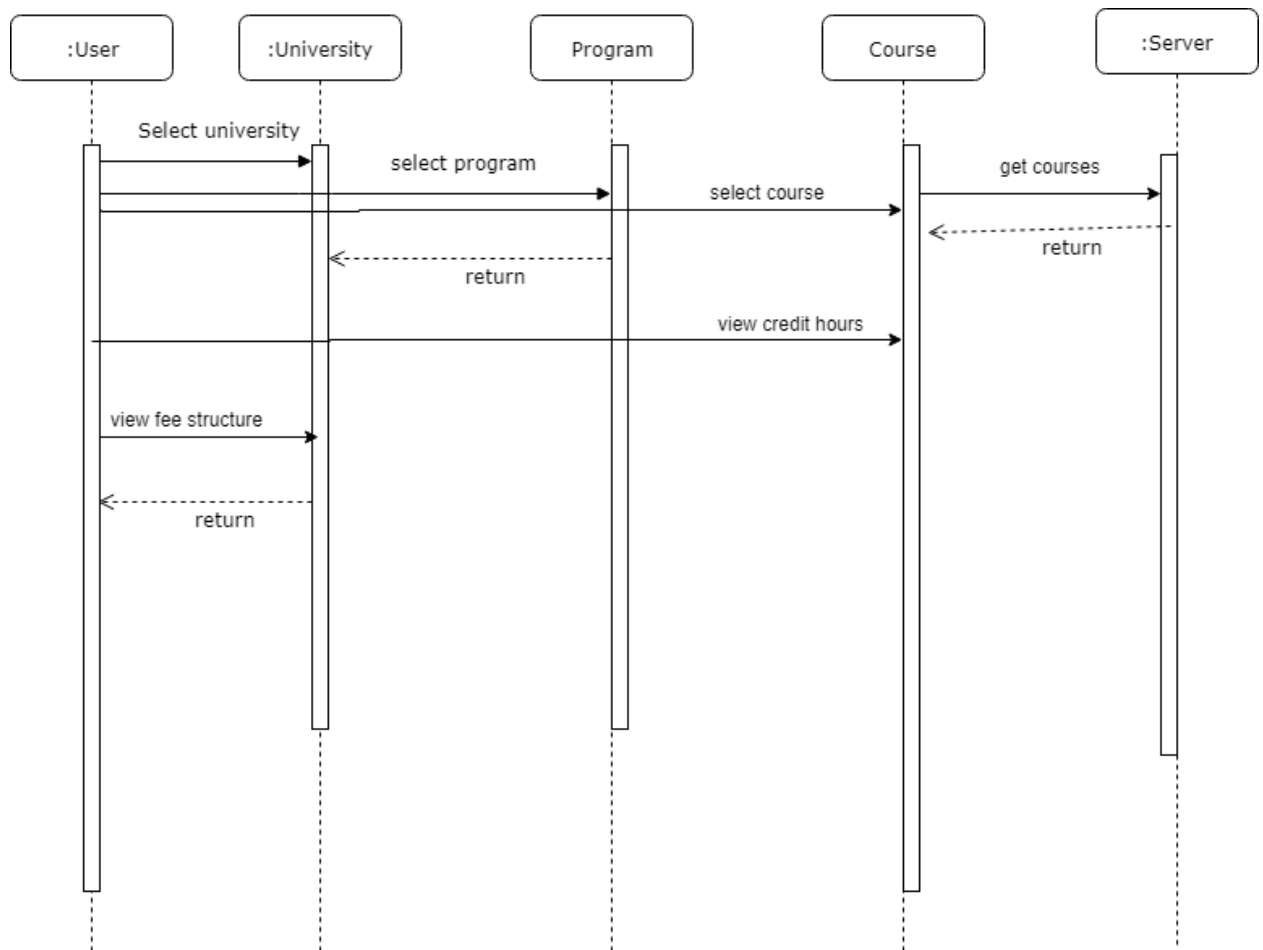 :User
:University
Program
Course
:Server
Select university
select program
get courses
select course
return
return
view credit hours
view fee structure
return